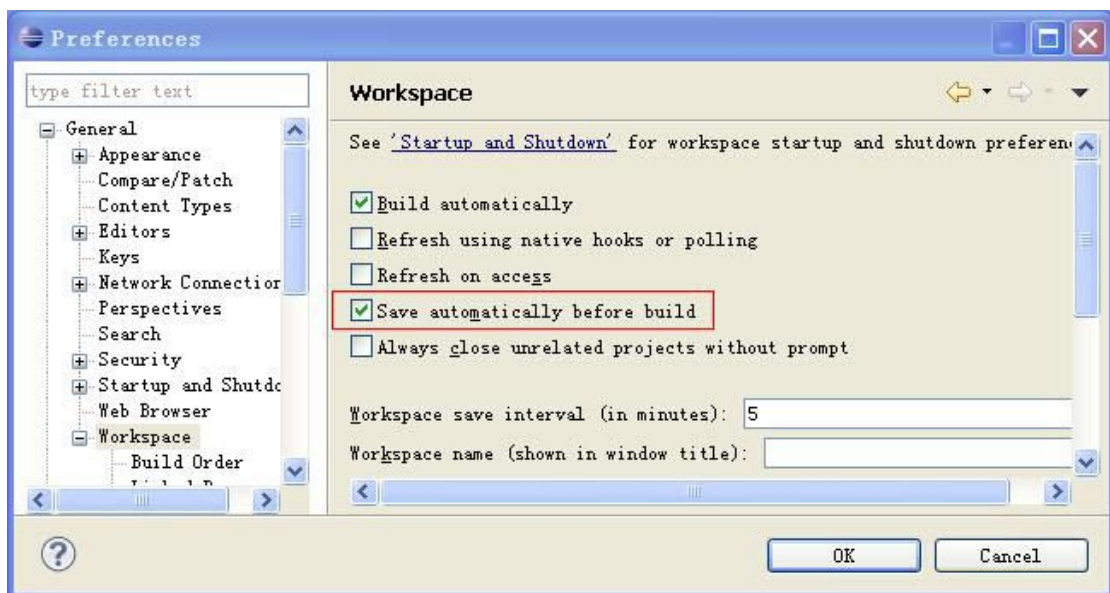 Preferences
type filter text
General
Appearance
Compare/Patch
Content Types
Editors
Keys
Network Connection
Perspectives
Search
Security
Startup and Shutdo
Web Browser
Workspace
Build Order
Workspace
See 'Startup and Shutdown' for workspace startup and shutdown preferen
Build automatically
Refresh using native hooks or polling
Refresh on access
Save automatically before build
Always close unrelated projects without prompt
Workspace save interval (in minutes): 5
Workspace name (shown in window title):
?
OK Cancel